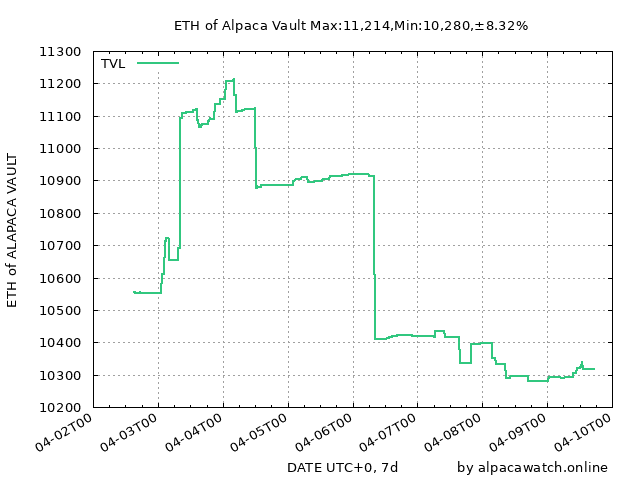 ETH of Alpaca Vault Max:11,214,Min:10,280,±8.32%
TVL
11300
11200
11100
11000
10900
10800
10700
10600
10500
10400
10300
10200
ETH of ALAPACA VAULT
04-02T00
04-03T00
04-04T00
04-05T00
04-06T00
04-07T00
04-08T00
04-09T00
04-10T00
DATE UTC+0, 7d
by alpacawatch.online